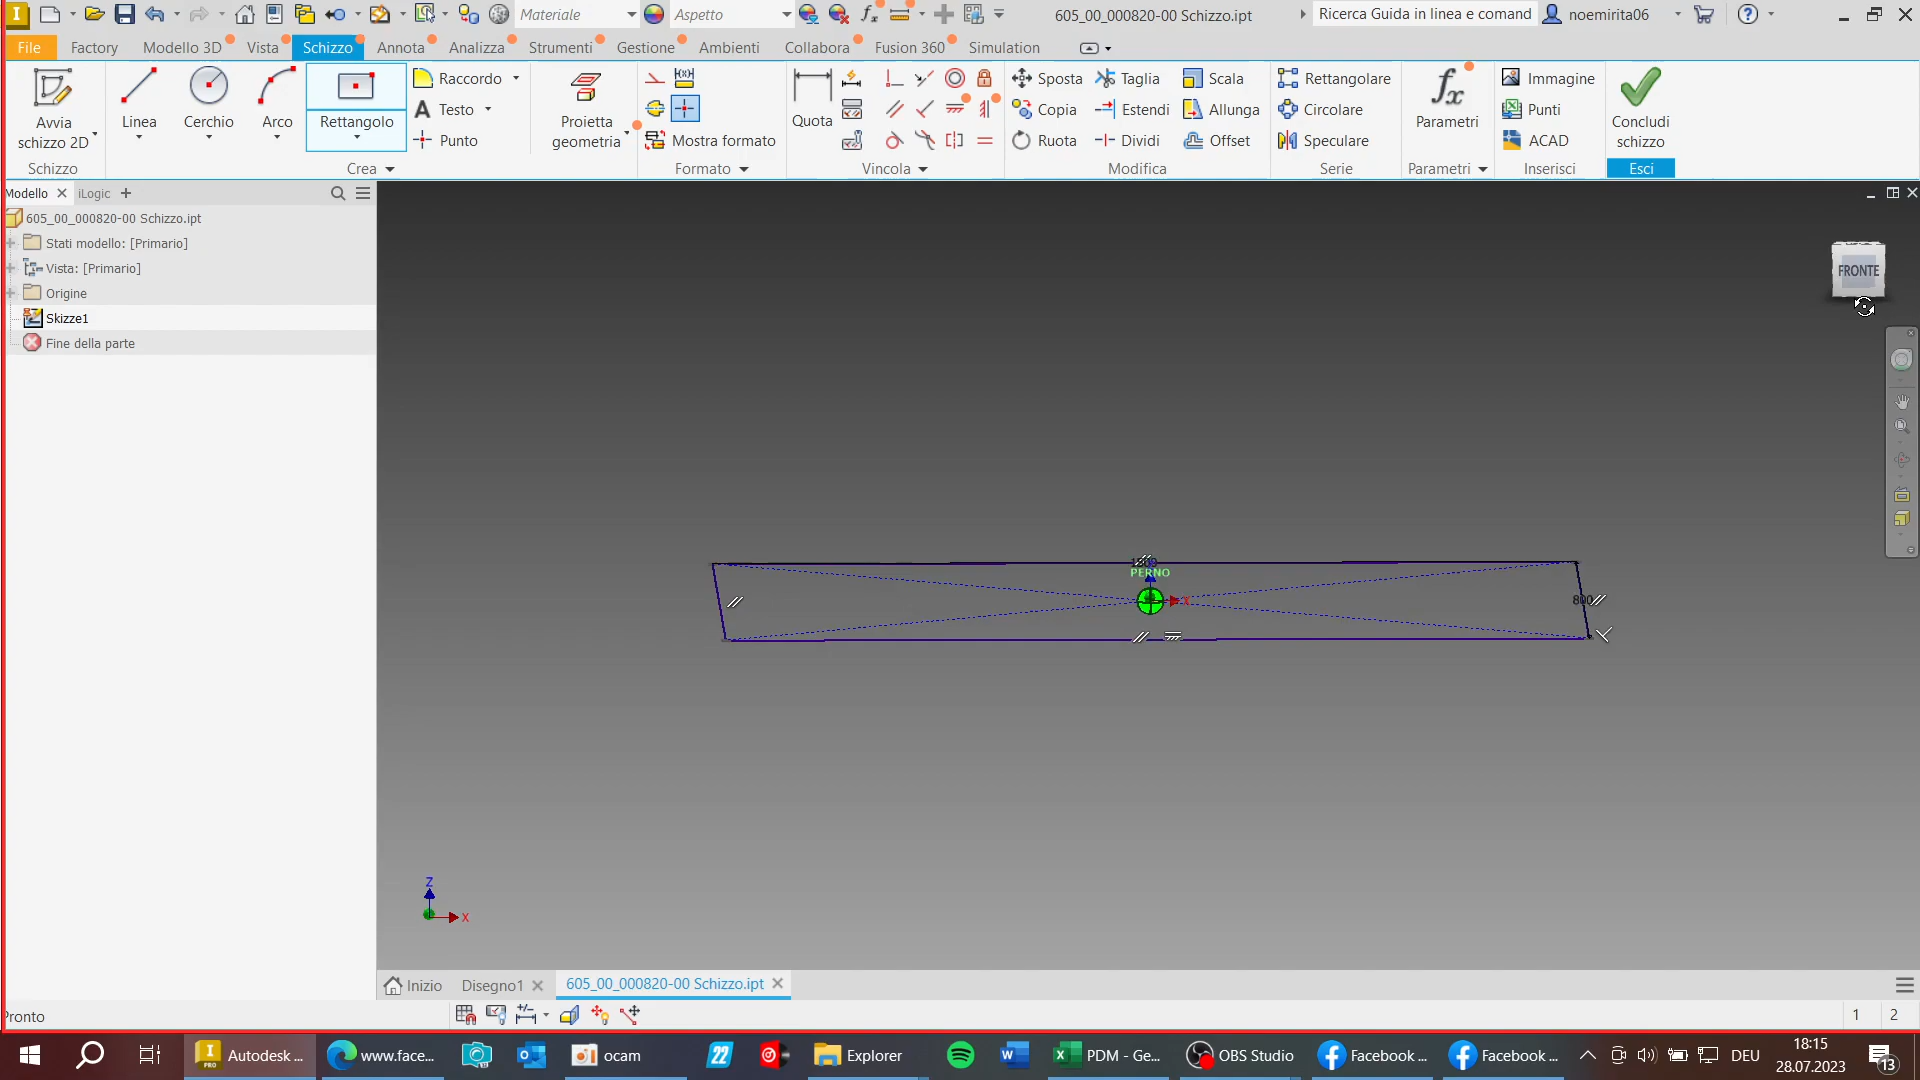 Materiale
Aspetto
605_00_000820-00 Schizzo.ipt
Ricerca Guida in linea e comand
noemirita06
File
Factory
Modello 3D
Vista
Schizzo
Annota
Analizza
Strumenti
Gestione
Ambienti
Collabora
Fusion 360
Simulation
Avvia
schizzo 2D
Schizzo
Linea
Cerchio
Arco
Rettangolo
Raccordo
Testo
Punto
Crea
Proietta
geometria
Mostra formato
Formato
Quota
Vincola
Sposta
Copia
Ruota
Taglia
Estendi
Dividi
Scala
Allunga
Offset
Modifica
Rettangolare
Circolare
Speculare
Serie
Parametri
Parametri
Immagine
Punti
ACAD
Inserisci
Concludi
schizzo
Esci
Modello
iLogic
605_00_000820-00 Schizzo.ipt
Stati modello: [Primario]
Vista: [Primario]
Origine
Skizze1
Fine della parte
FRONTE
PERNO
X
800
Z
X
Inizio
Disegno1
605_00_000820-00 Schizzo.ipt
Pronto
1
2
Autodesk ...
www.face...
ocam
22
Explorer
PDM - Ge...
OBS Studio
Facebook ...
Facebook ...
DEU
18:15
28.07.2023
13